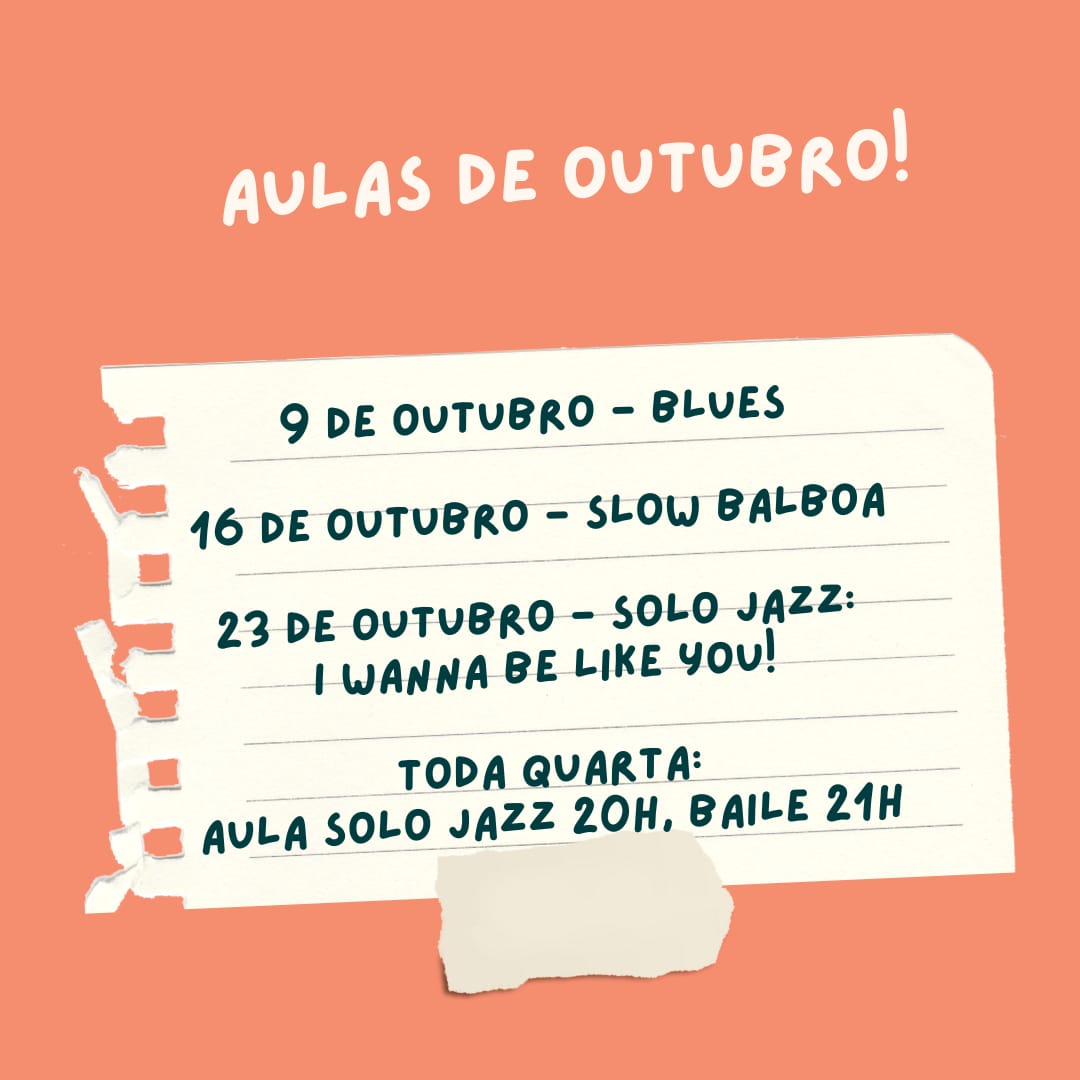 AULAS DE OUTUBRO!
9 DE OUTUBRO - BLUES
16 DE OUTUBRO - SLOW BALBOA
23 DE OUTUBRO - SOLO JAZZ:
I WANNA BE LIKE YOU!
TODA QUARTA:
AULA SOLO JAZZ 20H, BAILE 21H